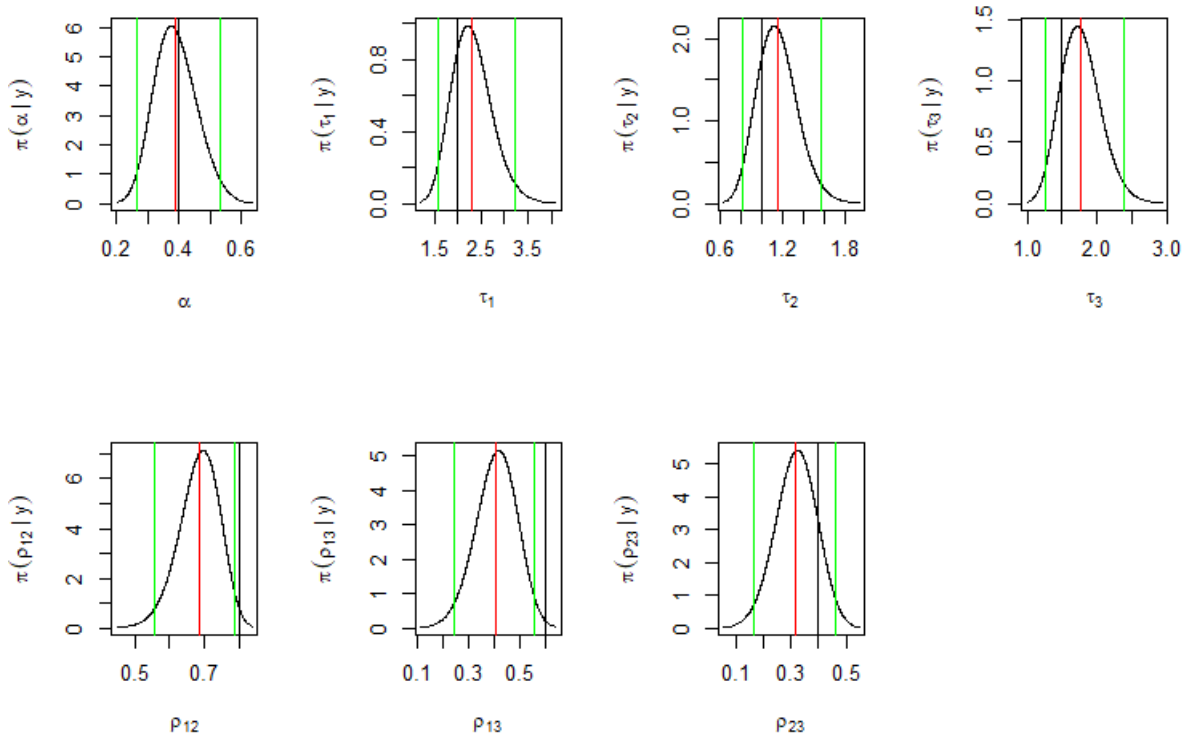 π(α | y)
0 1 2 3 4 5 6
0.2 0.4 0.6
α
π(τ₁ | y)
0.0 0.4 0.8
1.5 2.5 3.5
τ₁
π(τ₂ | y)
0.0 1.0 2.0
0.6 1.2 1.8
τ₂
π(τ₃ | y)
0.0 0.5 1.0 1.5
1.0 2.0 3.0
τ₃
π(ρ₁₂ | y)
0 2 4 6
0.5 0.7
ρ₁₂
π(ρ₁₃ | y)
0 1 2 3 4 5
0.1 0.3 0.5
ρ₁₃
π(ρ₂₃ | y)
0 1 2 3 4 5
0.1 0.3 0.5
ρ₂₃